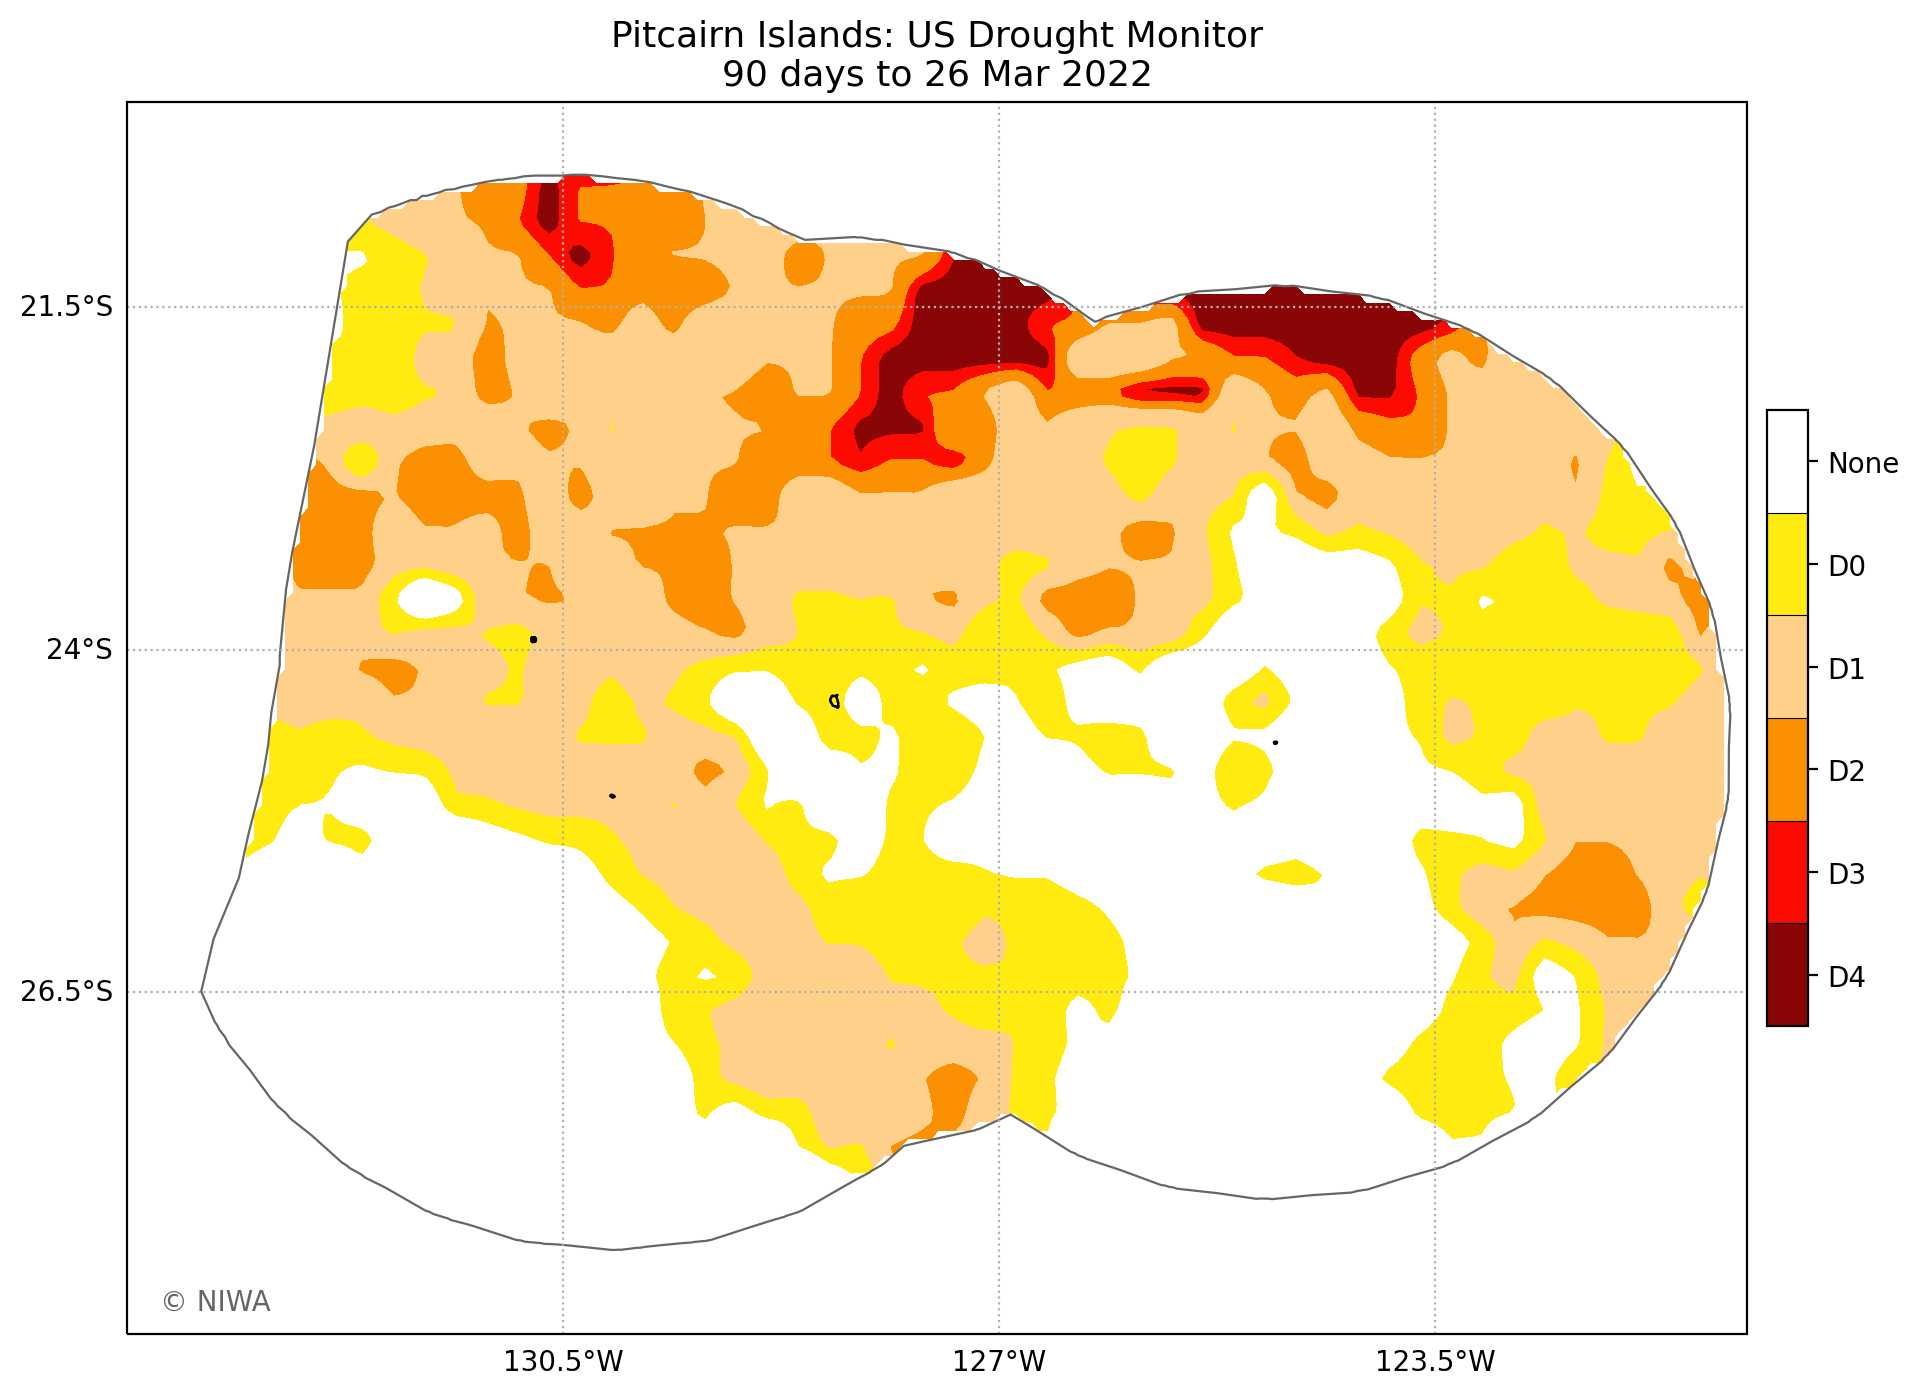 Pitcairn Islands: US Drought Monitor
90 days to 26 Mar 2022
21.5°S
24°S
26.5°S
130.5°W
127°W
123.5°W
None
D0
D1
D2
D3
D4
© NIWA